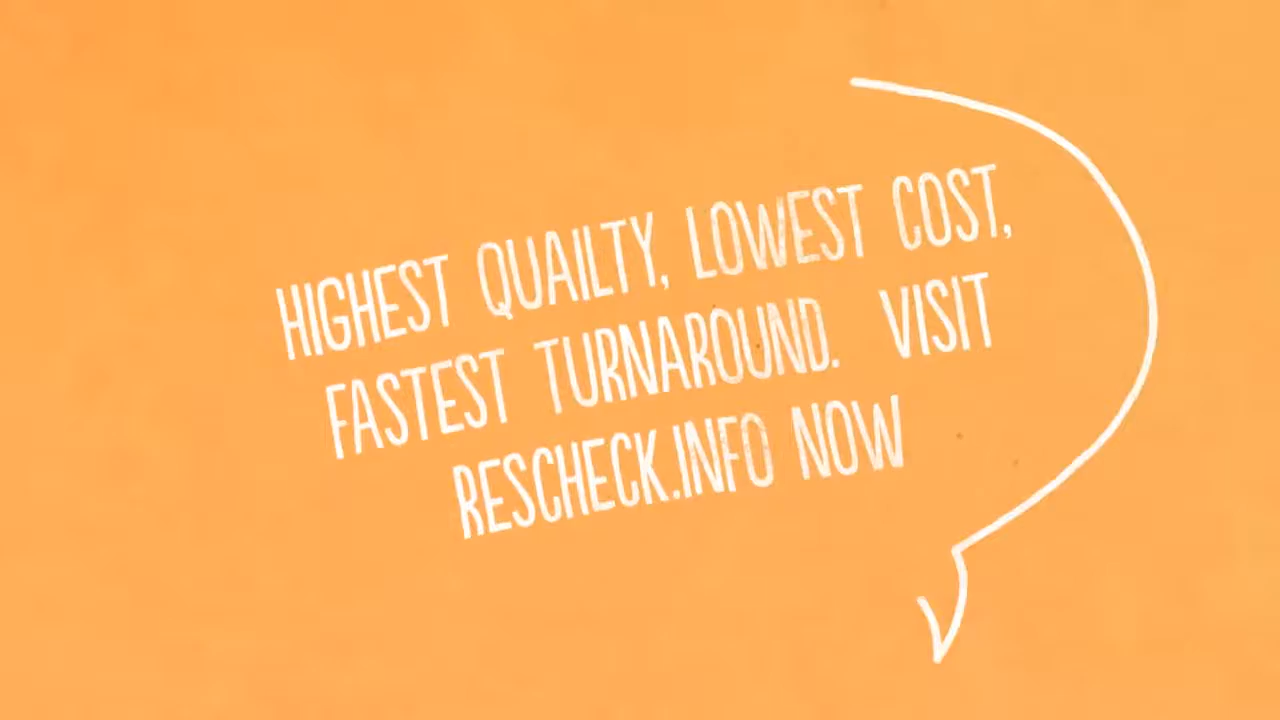 HIGHEST QUAILTY, LOWEST COST,
FASTEST TURNAROUND. VISIT
RESCHECK.INFO NOW